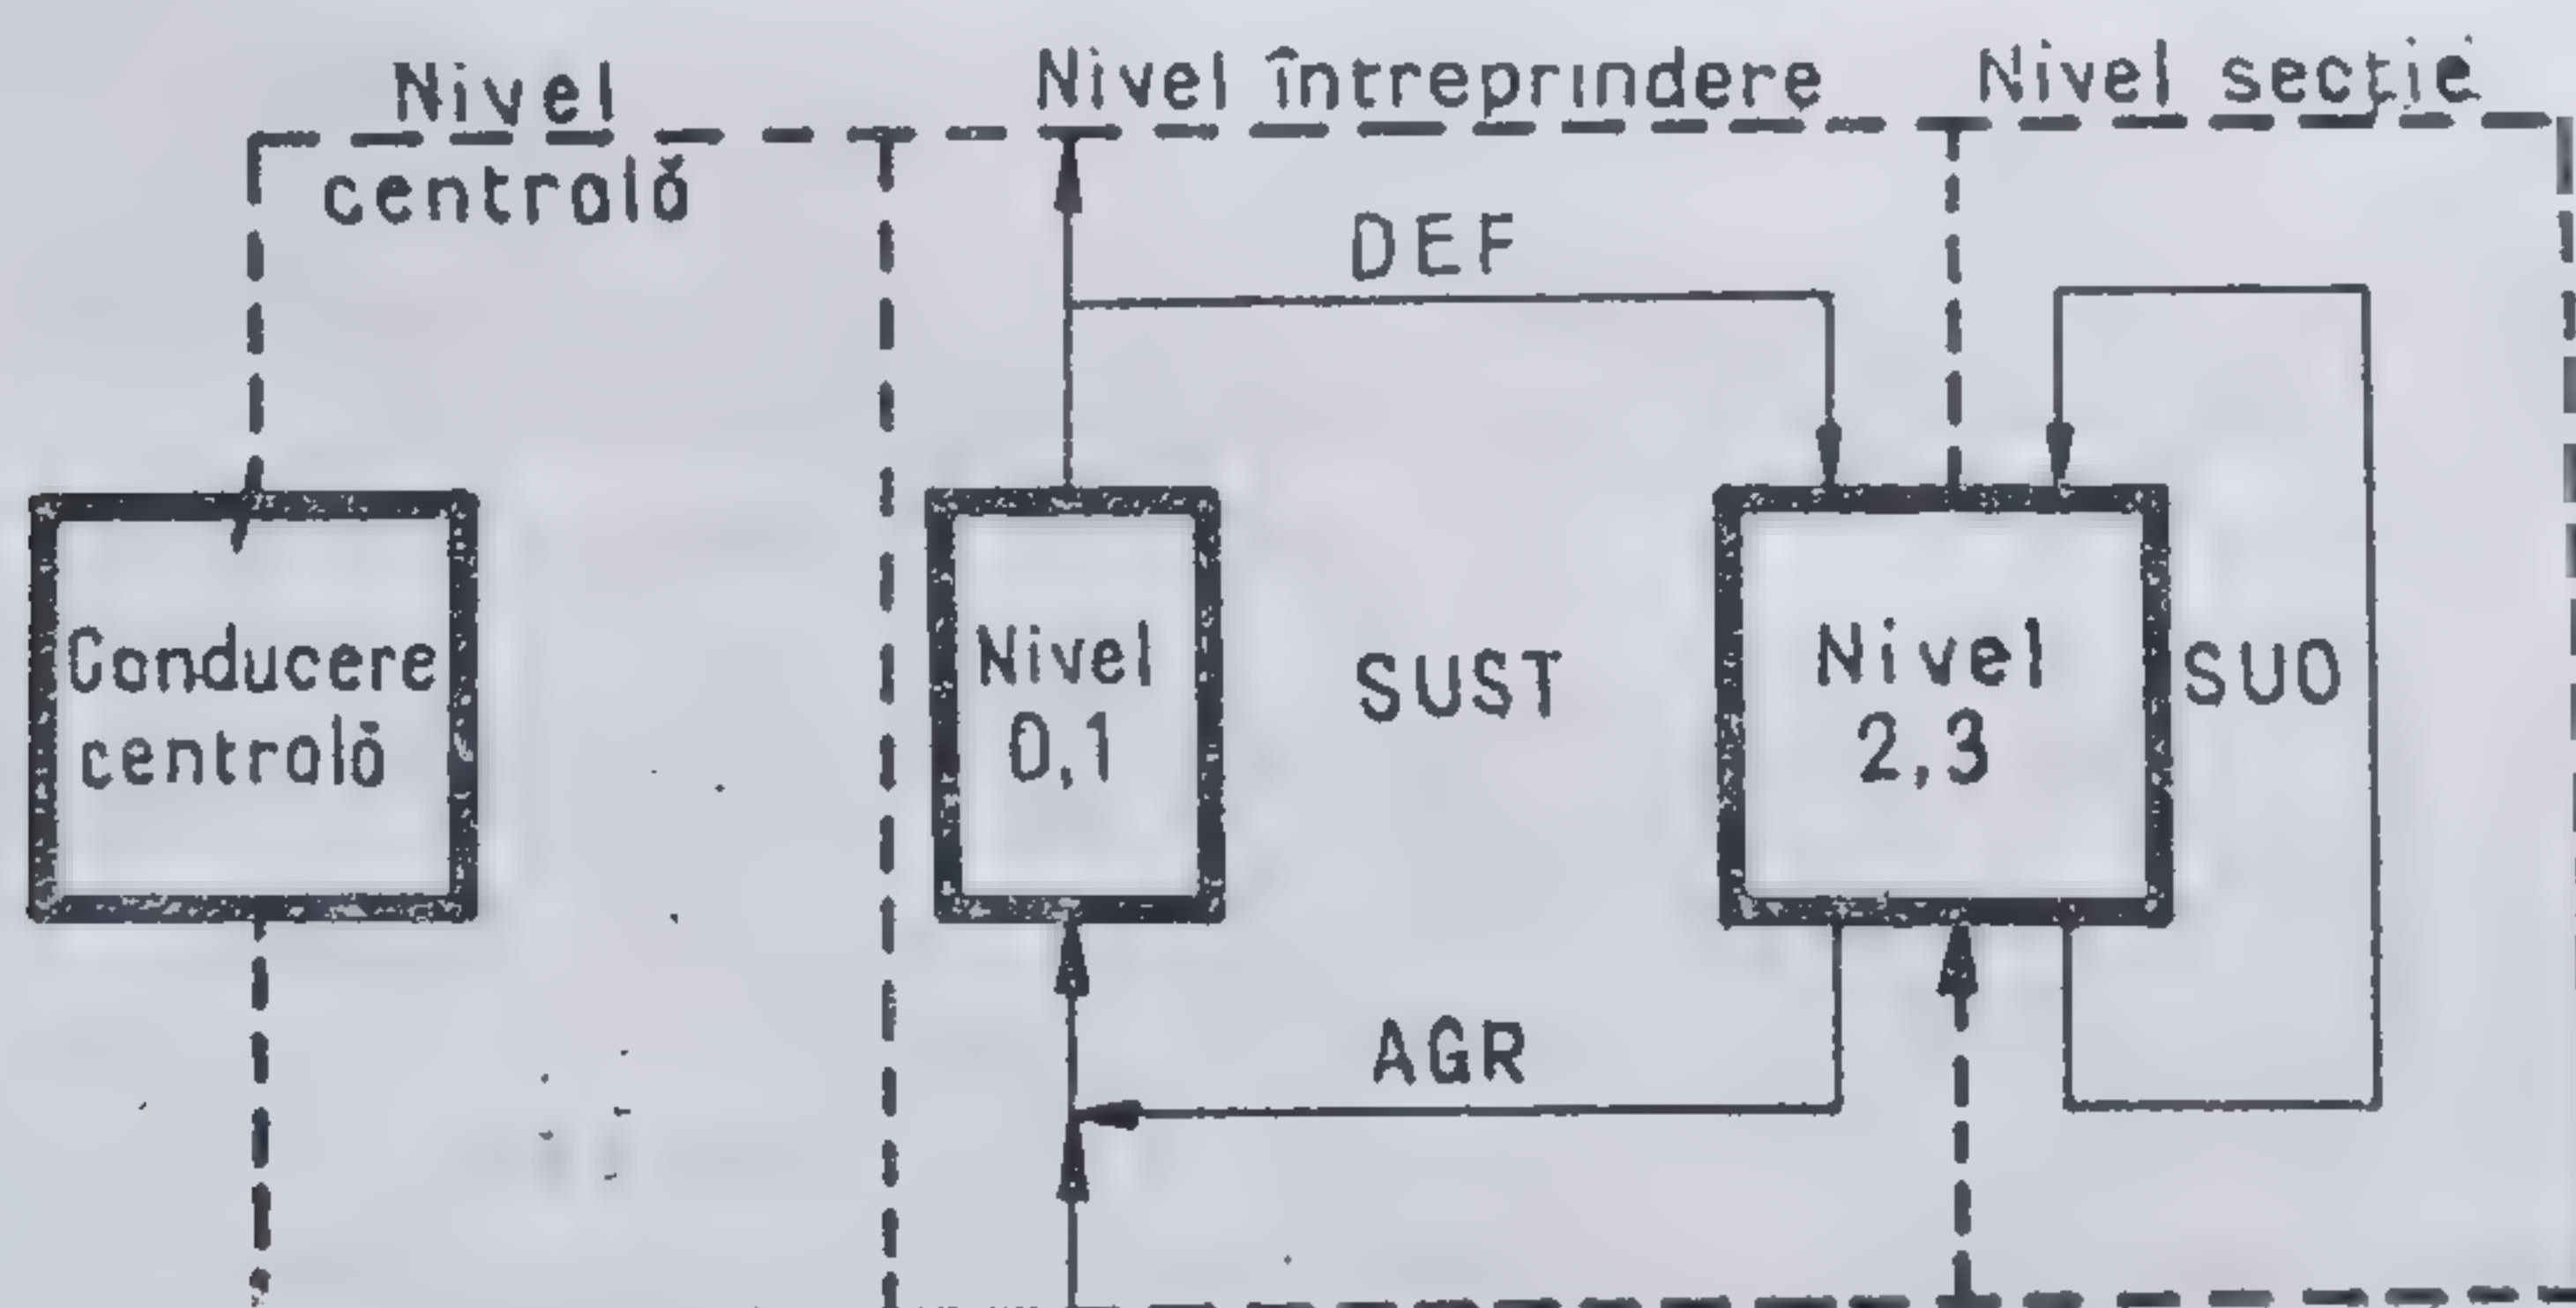 Nivel
centrală
Nivel întreprindere
Nivel secție
DEF
Conducere
centrală
Nivel
0,1
SUST
Nivel
2,3
SUO
AGR